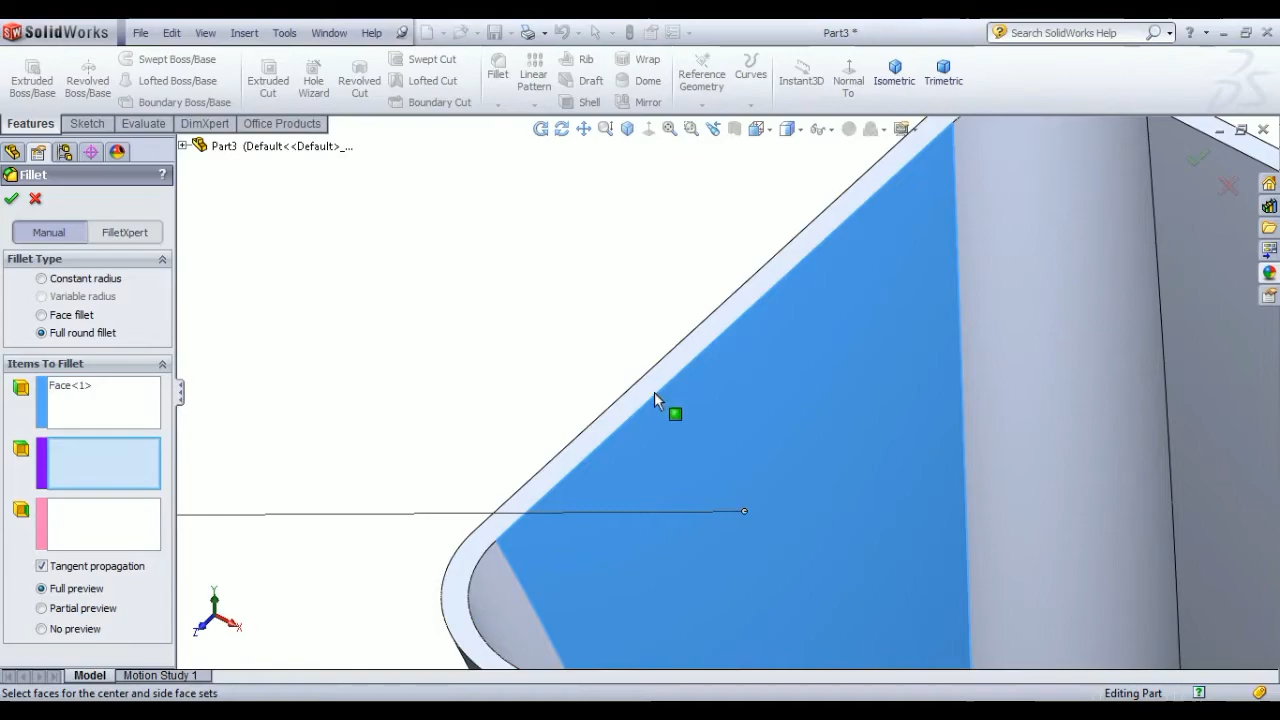 SolidWorks File Edit View Insert Tools Window Help Part3 * Search SolidWorks Help
Extruded Boss/Base Revolved Boss/Base Swept Boss/Base Lofted Boss/Base Boundary Boss/Base Extruded Cut Hole Wizard Revolved Cut Swept Cut Lofted Cut Boundary Cut Fillet Linear Pattern Rib Draft Shell Wrap Dome Mirror Reference Geometry Curves Instant3D Normal To Isometric Trimetric
Features Sketch Evaluate DimXpert Office Products
Part3 (Default<<Default>_...
Fillet ?
Manual FilletXpert
Fillet Type
Constant radius
Variable radius
Face fillet
Full round fillet
Items To Fillet
Face<1>
Tangent propagation
Full preview
Partial preview
No preview
Y
Z X
Model Motion Study 1
Select faces for the center and side face sets Editing Part